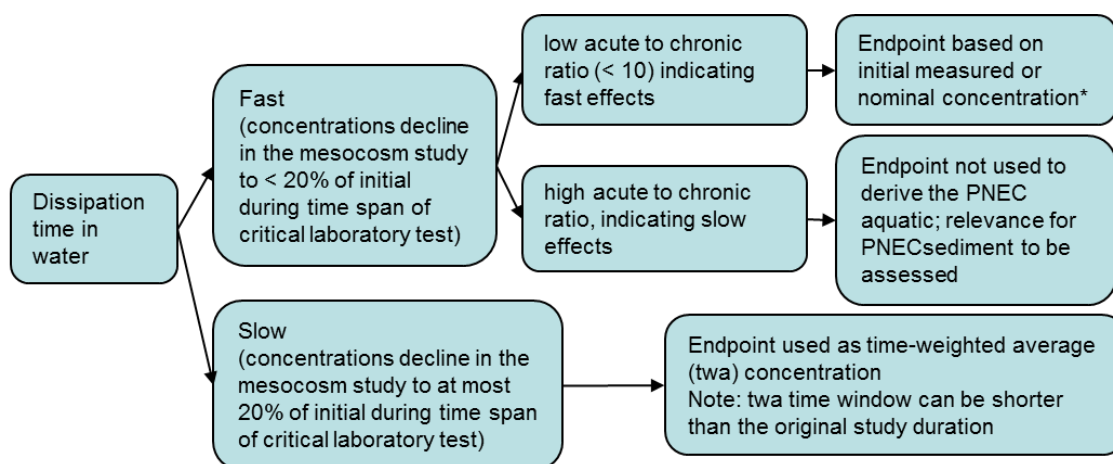 Dissipation
time in
water
Fast
(concentrations decline
in the mesocosm study
to < 20% of initial
during time span of
critical laboratory test)
low acute to chronic
ratio (< 10) indicating
fast effects
Endpoint based on
initial measured or
nominal concentration*
high acute to chronic
ratio, indicating slow
effects
Endpoint not used to
derive the PNEC
aquatic; relevance for
PNECsediment to be
assessed
Slow
(concentrations decline in the
mesocosm study to at most
20% of initial during time span
of critical laboratory test)
Endpoint used as time-weighted average
(twa) concentration
Note: twa time window can be shorter
than the original study duration